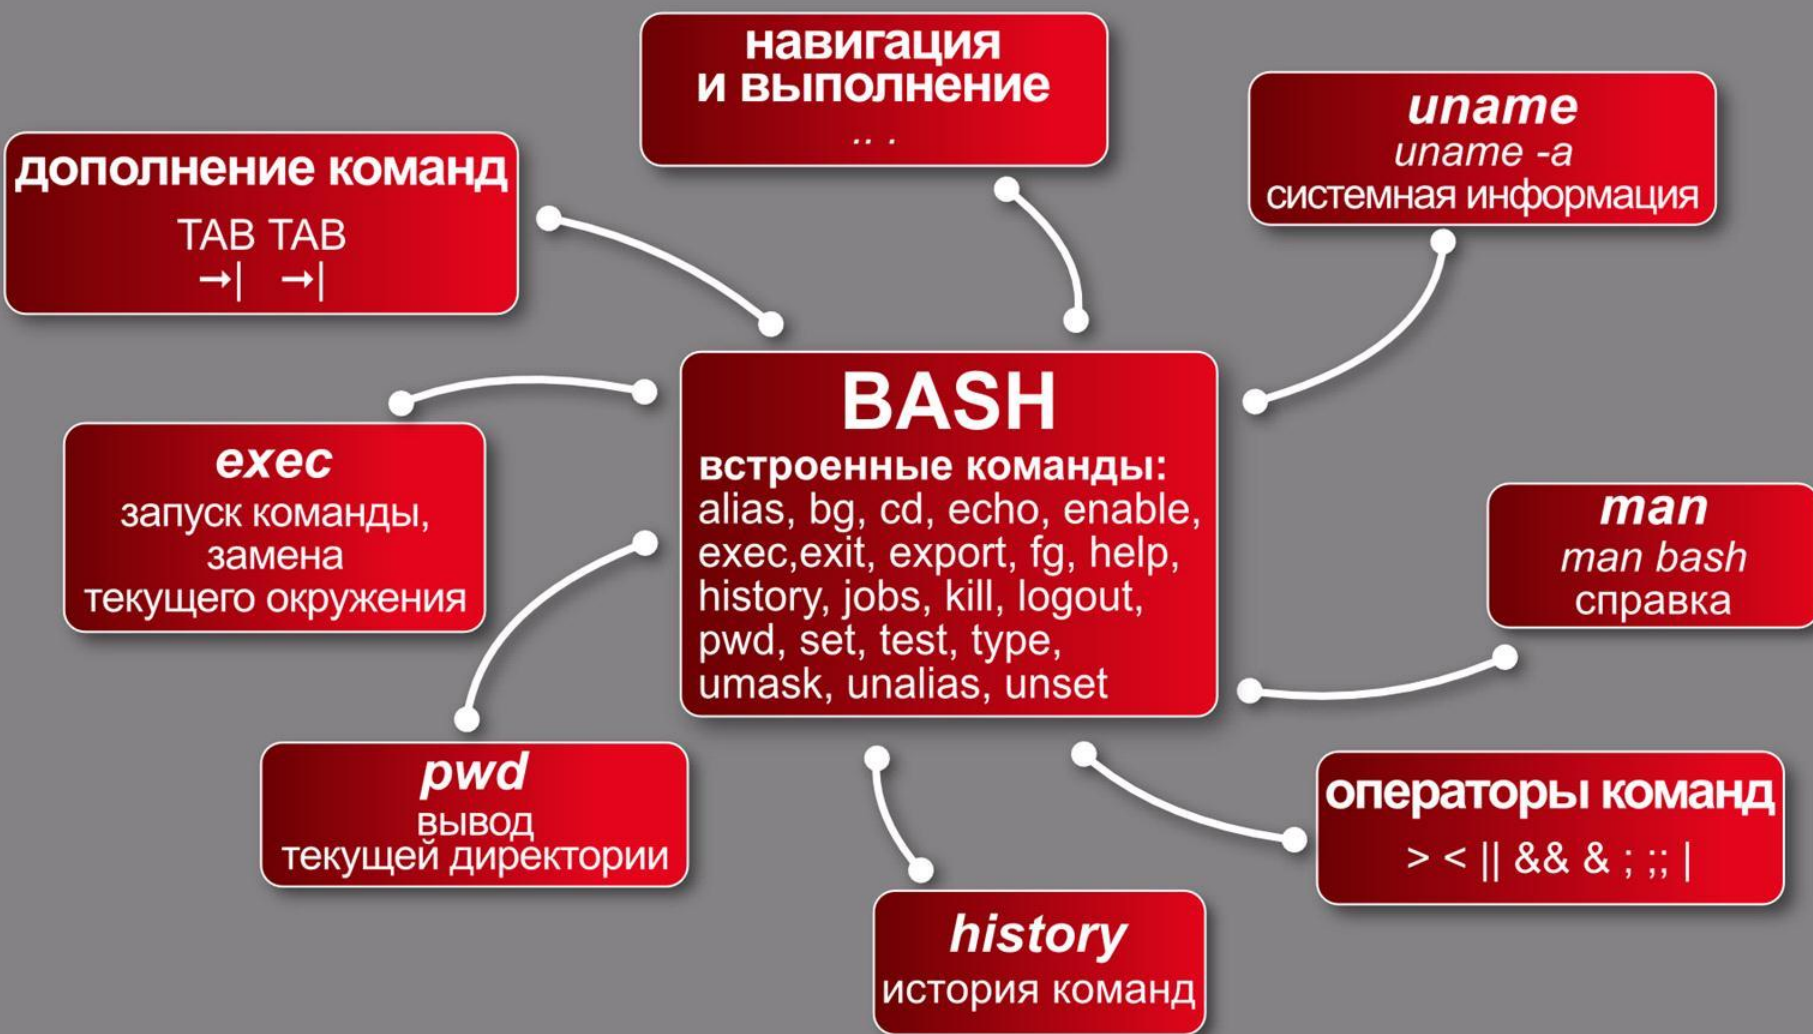 навигация
и выполнение
.. .
uname
uname -a
системная информация
дополнение команд
TAB TAB
→| →|
BASH
встроенные команды:
alias, bg, cd, echo, enable,
exec,exit, export, fg, help,
history, jobs, kill, logout,
pwd, set, test, type,
umask, unalias, unset
exec
запуск команды,
замена
текущего окружения
man
man bash
справка
pwd
вывод
текущей директории
операторы команд
> < || && & ; ;; |
history
история команд